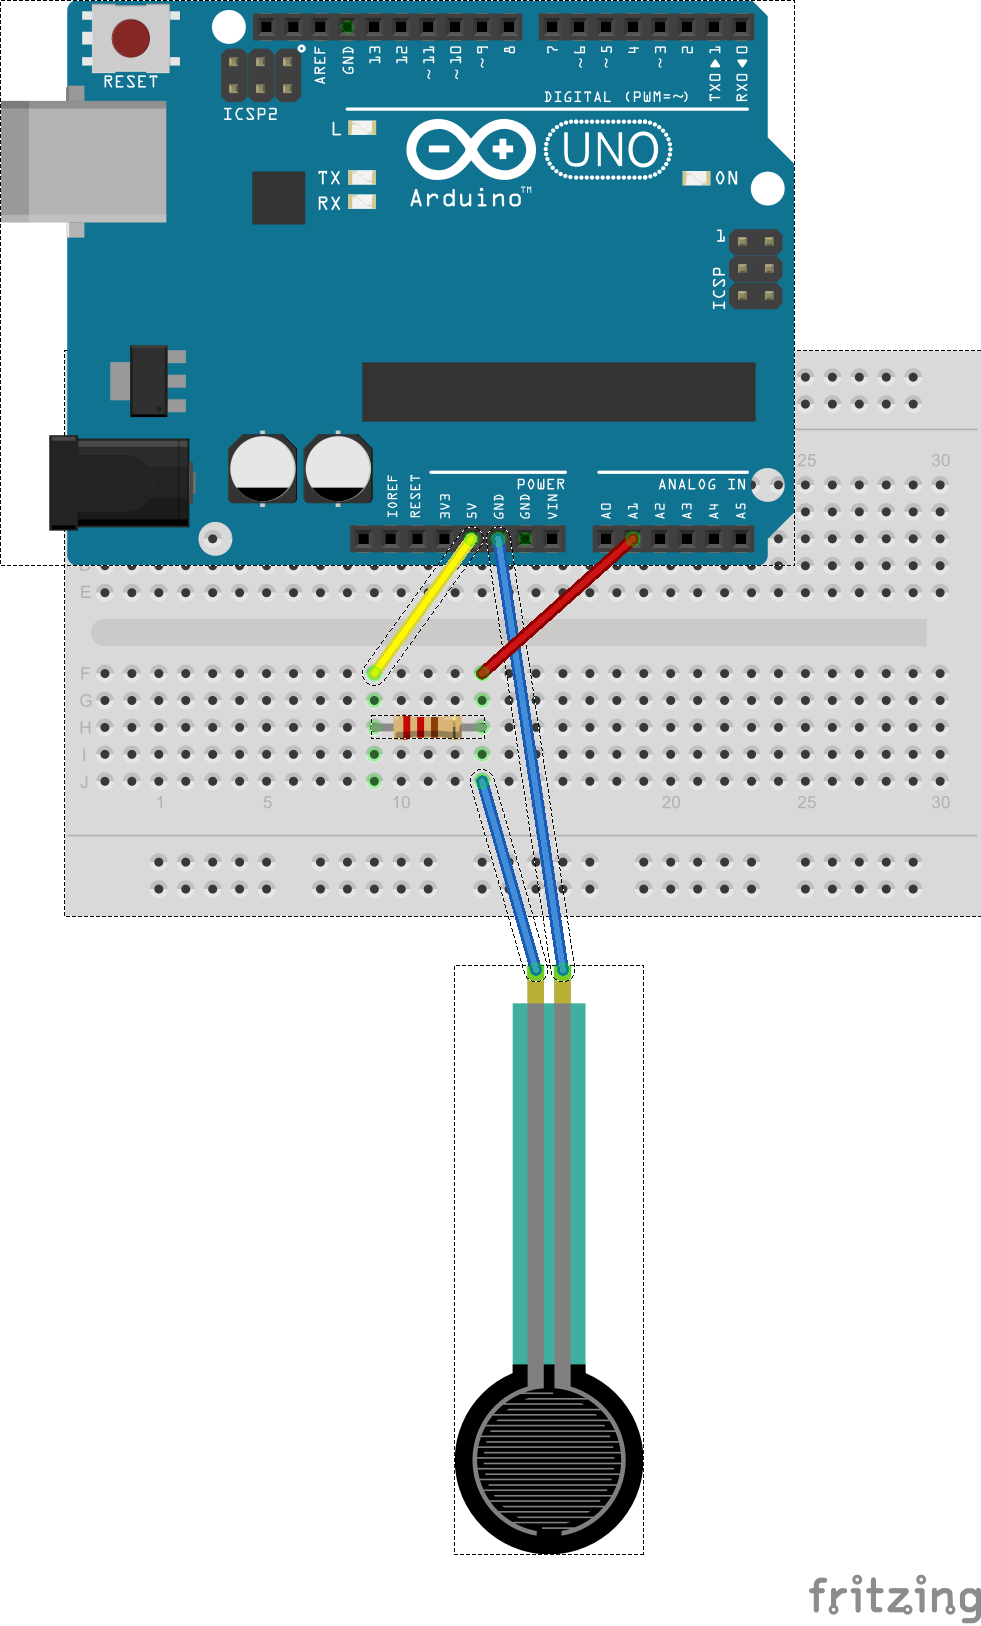 RESET
ICSP2
AREF
GND
13
12
~11
~10
~9
8
7
~6
~5
4
~3
2
TX0▶1
RX0◀0
DIGITAL (PWM=~)
L
TX
RX
Arduino™
UNO
ON
1
ICSP
IOREF
RESET
3V3
5V
GND
GND
VIN
POWER
A0
A1
A2
A3
A4
A5
ANALOG IN
25
30
E
F
G
H
I
J
1
5
10
20
25
30
fritzing